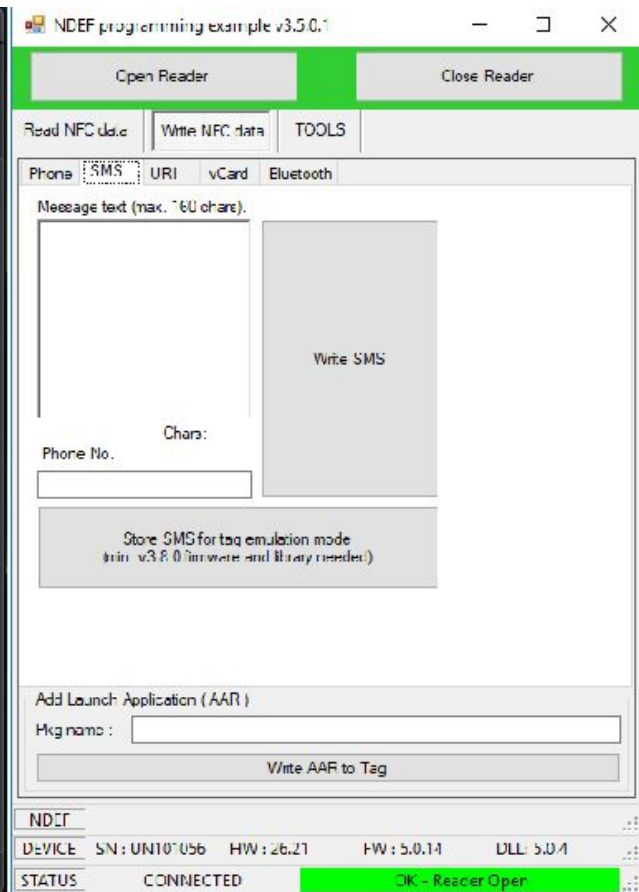 NDEF programming example v3.5.0.1
Open Reader Close Reader
Read NFC data Write NFC data TOOLS
Phone SMS URI vCard Bluetooth
Message text (max. 160 chars).
Write SMS
Chars:
Phone No.
Store SMS for tag emulation mode
(min. v3.8.0 firmware and library needed)
Add Launch Application ( AAR )
Pkg name :
Write AAR to Tag
NDEF
DEVICE SN : UN101056 HW : 26.21 FW : 5.0.14 DLL: 5.0.4
STATUS CONNECTED OK - Reader Open